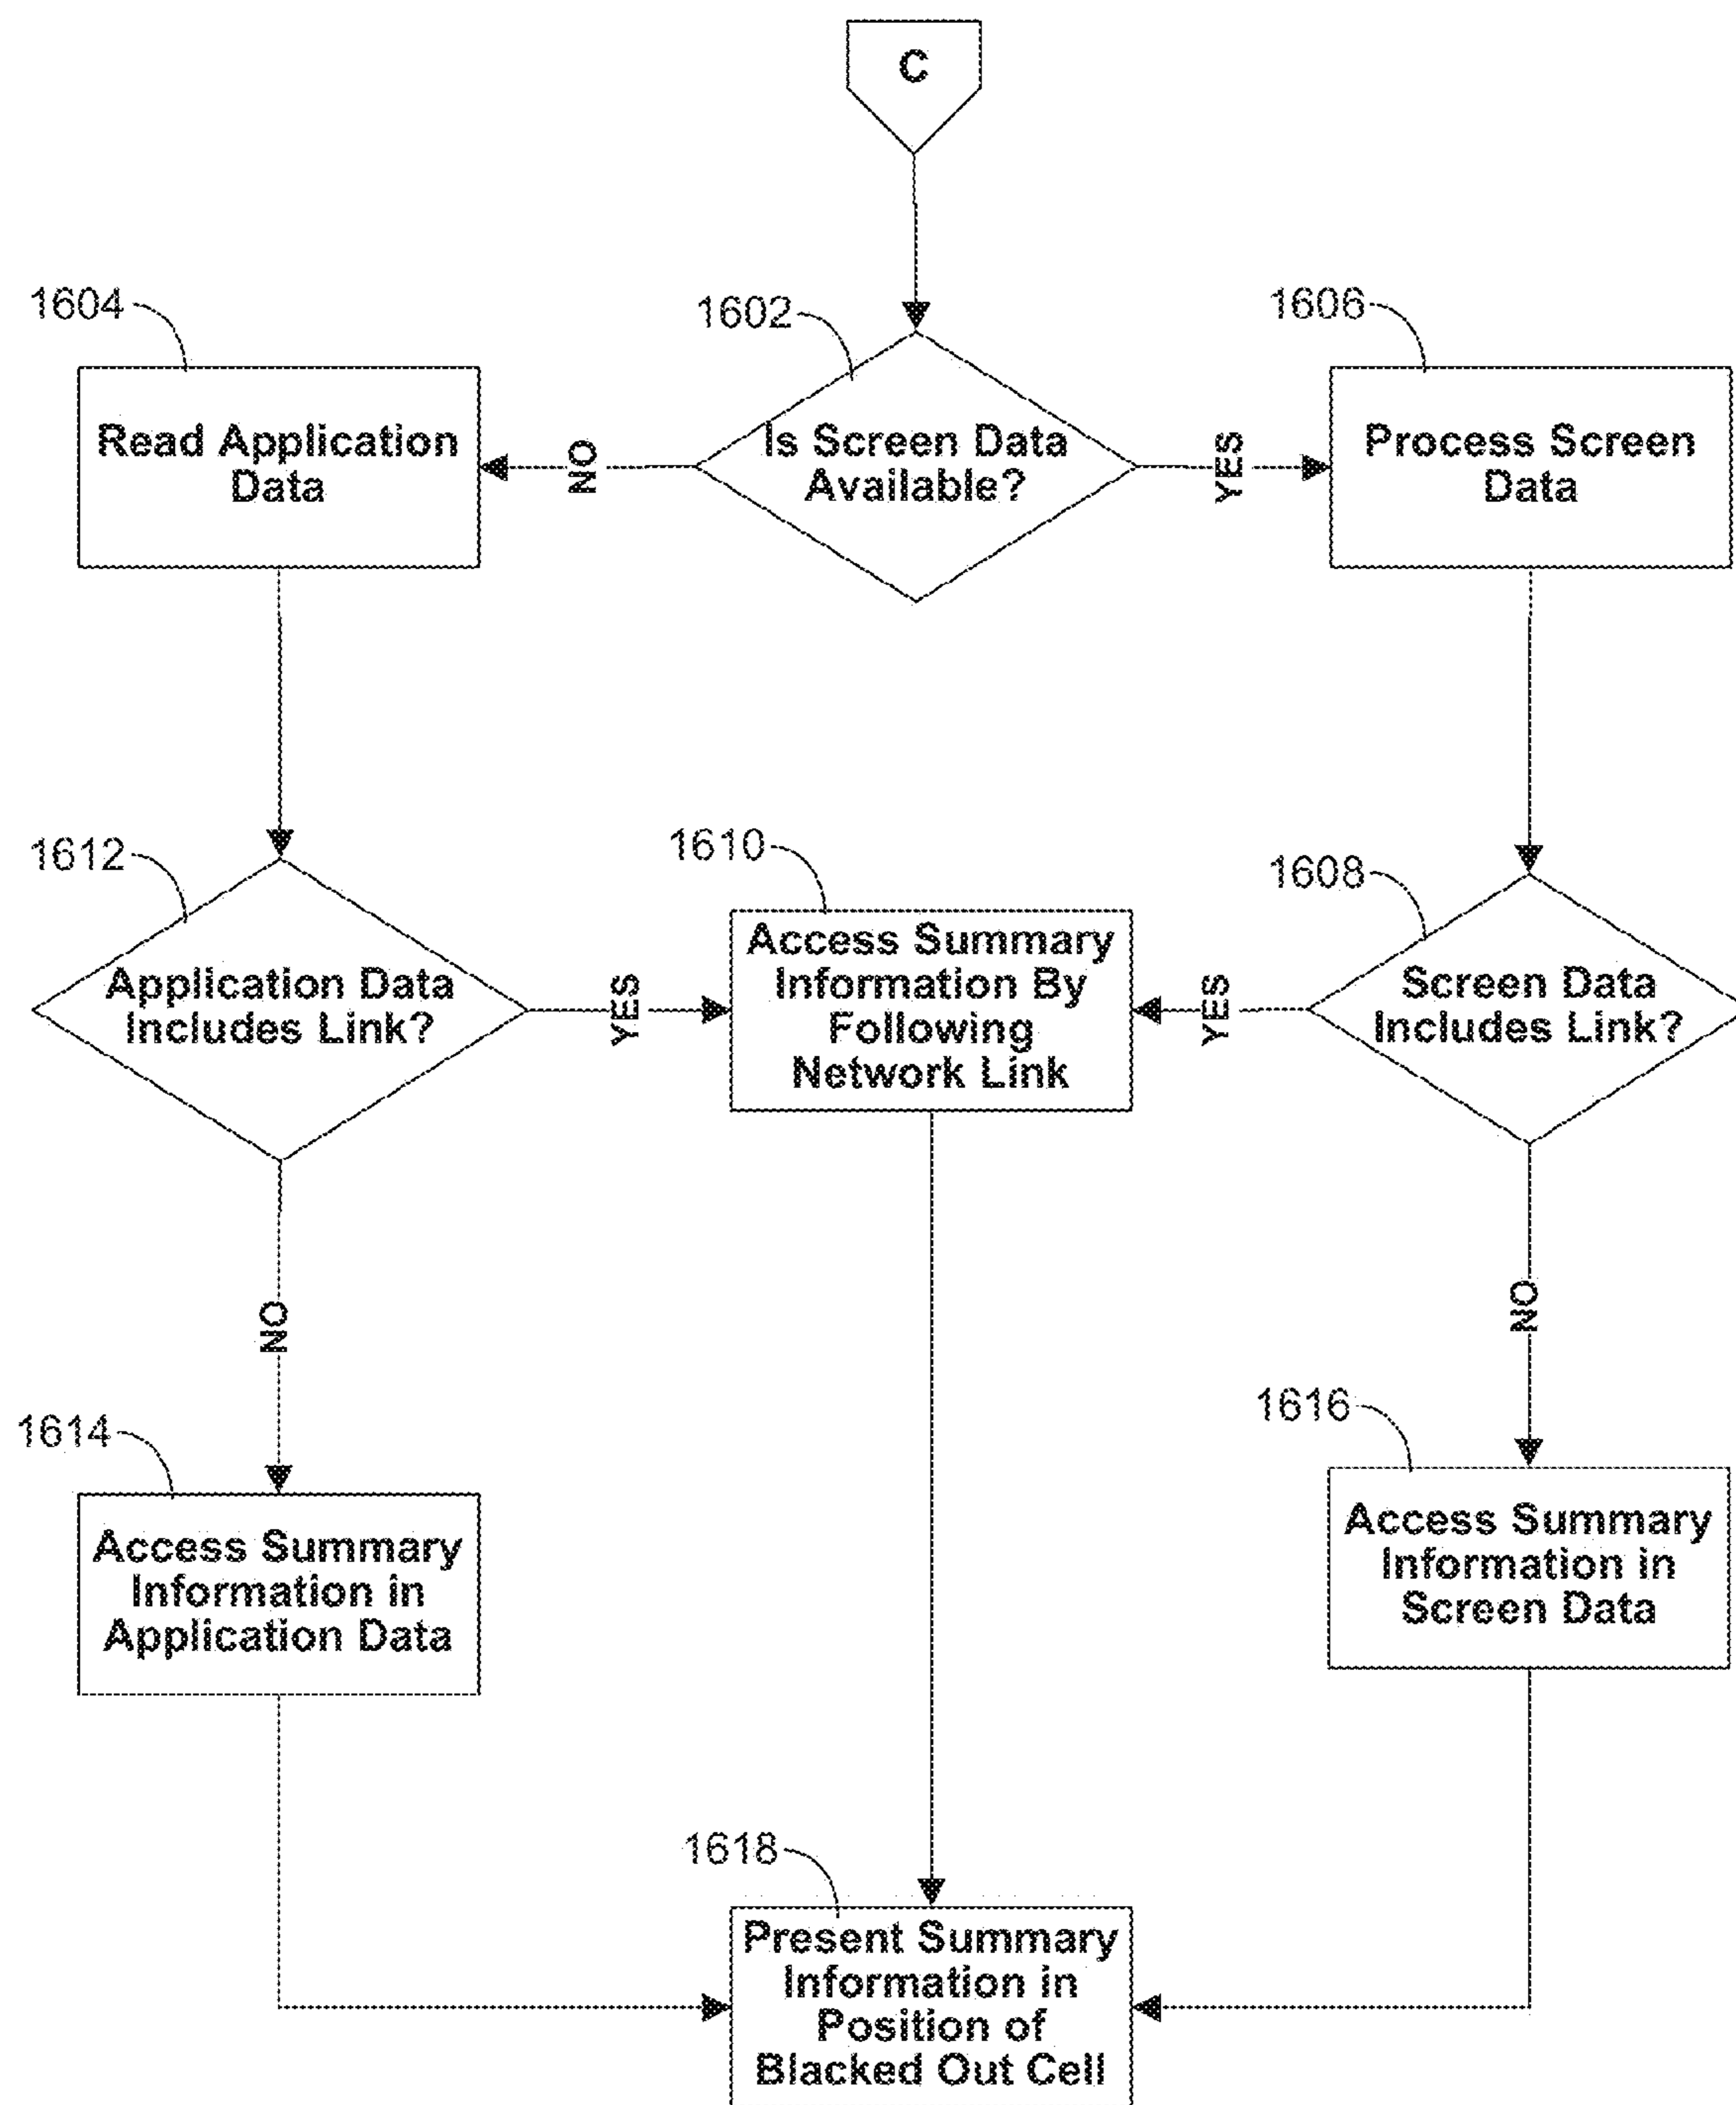 C
1604
1602
1606
Read Application
Data
NO
Is Screen Data
Available?
YES
Process Screen
Data
1612
1610
1608
Application Data
Includes Link?
YES
Access Summary
Information By
Following
Network Link
YES
Screen Data
Includes Link?
NO
NO
1614
1616
Access Summary
Information in
Application Data
Access Summary
Information in
Screen Data
1618
Present Summary
Information in
Position of
Blacked Out Cell